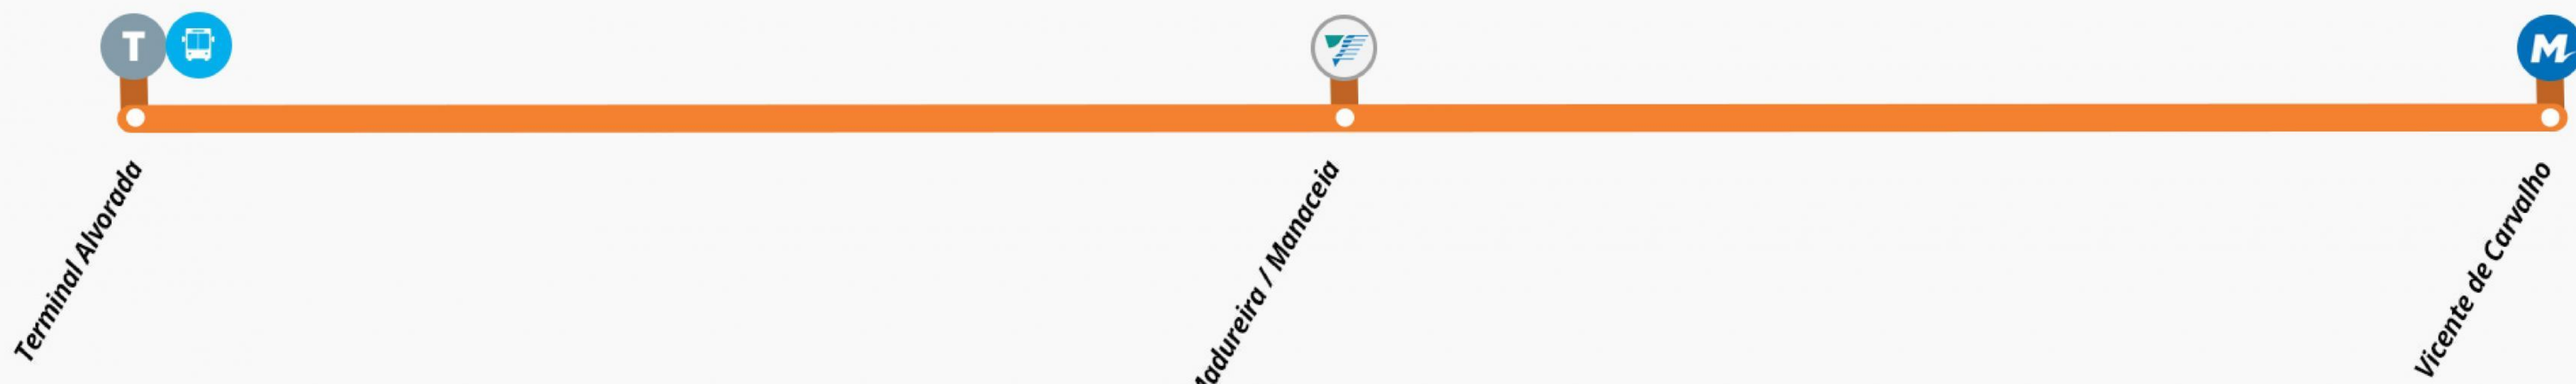 T
M
Terminal Alvorada
Madureira / Manaceia
Vicente de Carvalho